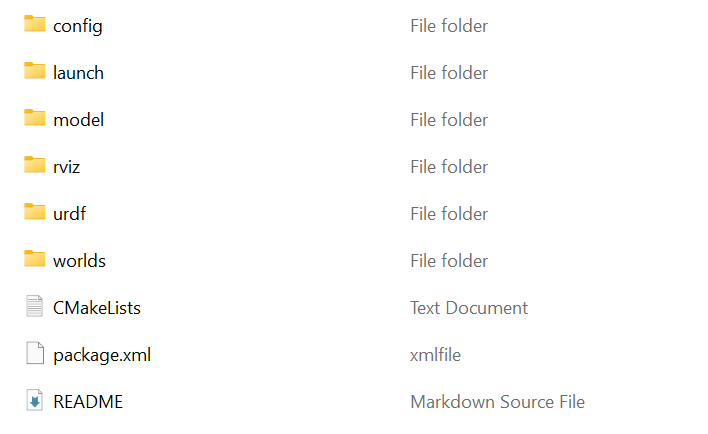 config File folder
launch File folder
model File folder
rviz File folder
urdf File folder
worlds File folder
CMakeLists Text Document
package.xml xmlfile
README Markdown Source File